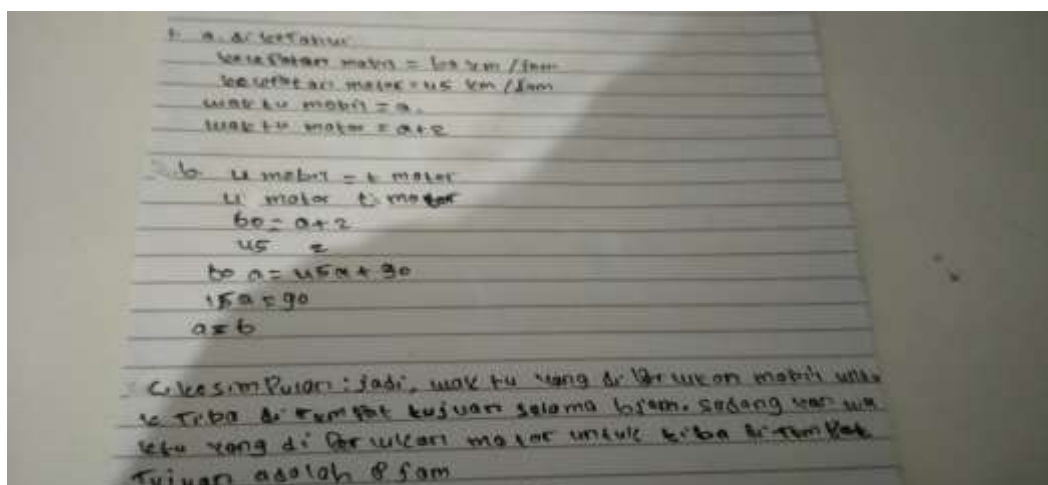 1. a. diketahui
kecepatan mobil = 60 km/jam
kecepatan motor = 45 km/jam
waktu mobil = a.
waktu motor = a+2
b. u mobil = t motor
u motor t motor
60 = a+2
45 2
60 a = 45a + 90
15a = 90
a = 6
C. kesimpulan : jadi, waktu yang di perlukan mobil untu
k Tiba di Tempat tujuan selama 6 jam. sedang kan wa
ktu yang di perlukan motor untuk tiba di tempat
Tujuan adalah 8 jam